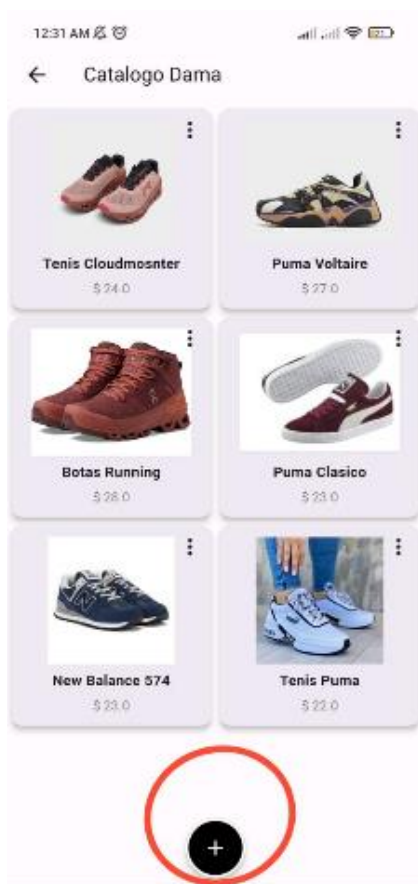 12:31 AM
Catalogo Dama
Tenis Cloudmosnter
$ 24.0
Puma Voltaire
$ 27.0
Botas Running
$ 28.0
Puma Clasico
$ 23.0
New Balance 574
$ 23.0
Tenis Puma
$ 22.0
+